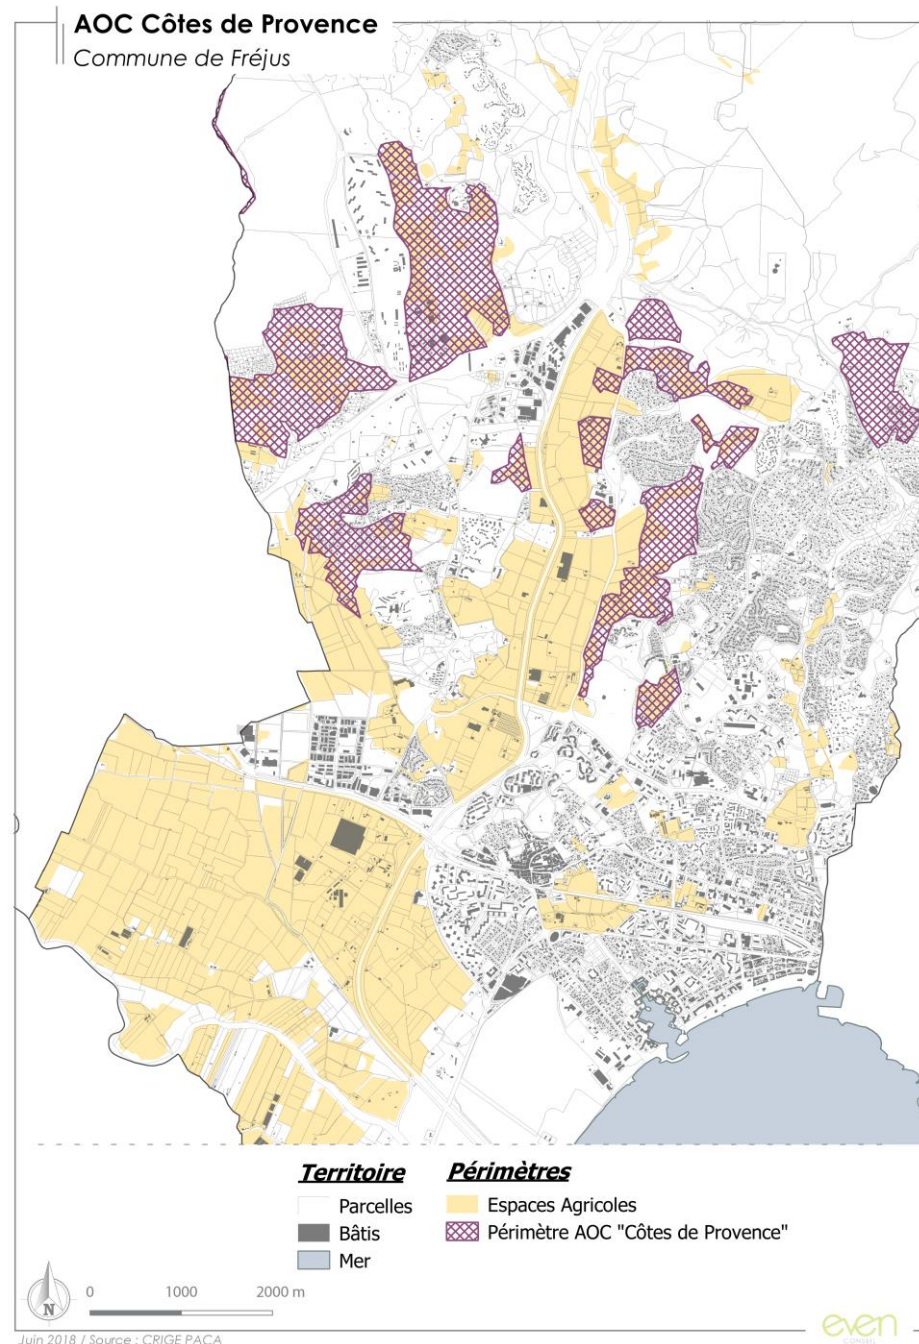 AOC Côtes de Provence
Commune de Fréjus
Territoire
Parcelles
Bâtis
Mer
Périmètres
Espaces Agricoles
Périmètre AOC "Côtes de Provence"
N
0 1000 2000 m
Juin 2018 / Source : CRIGE PACA
even
CONSEIL